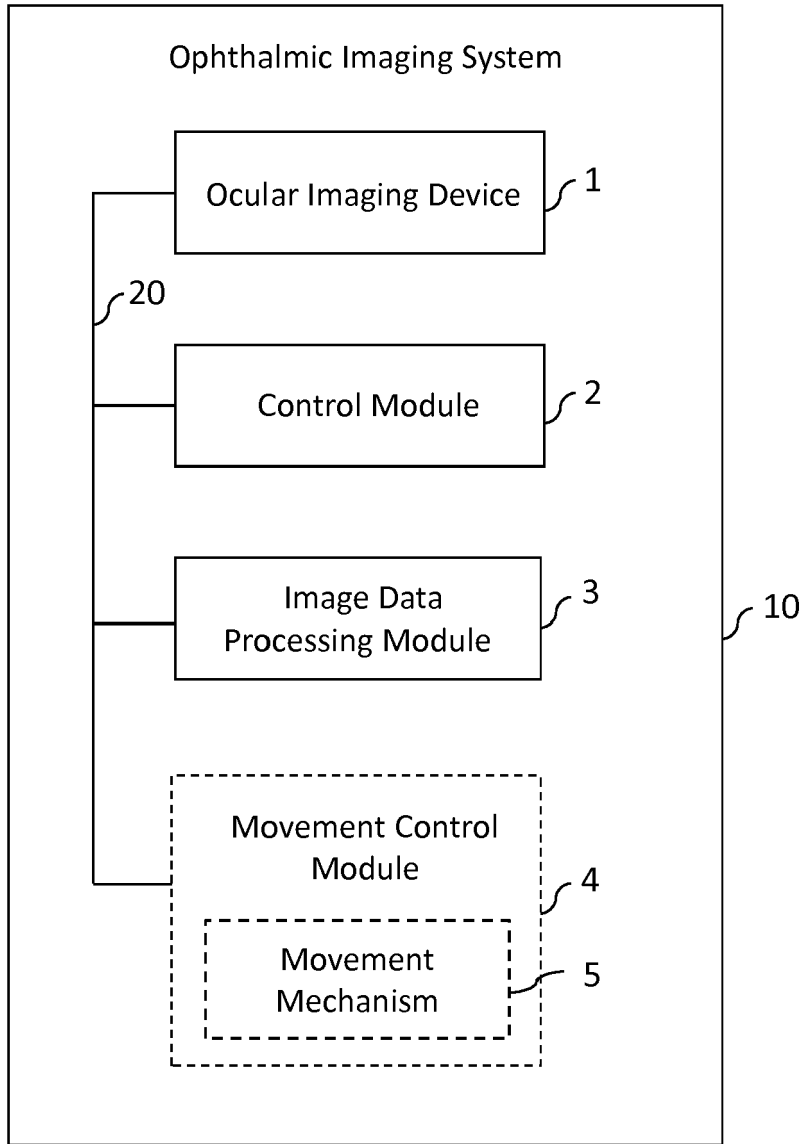 Ophthalmic Imaging System
Ocular Imaging Device
1
20
Control Module
2
Image Data
Processing Module
3
10
Movement Control
Module
4
Movement
Mechanism
5